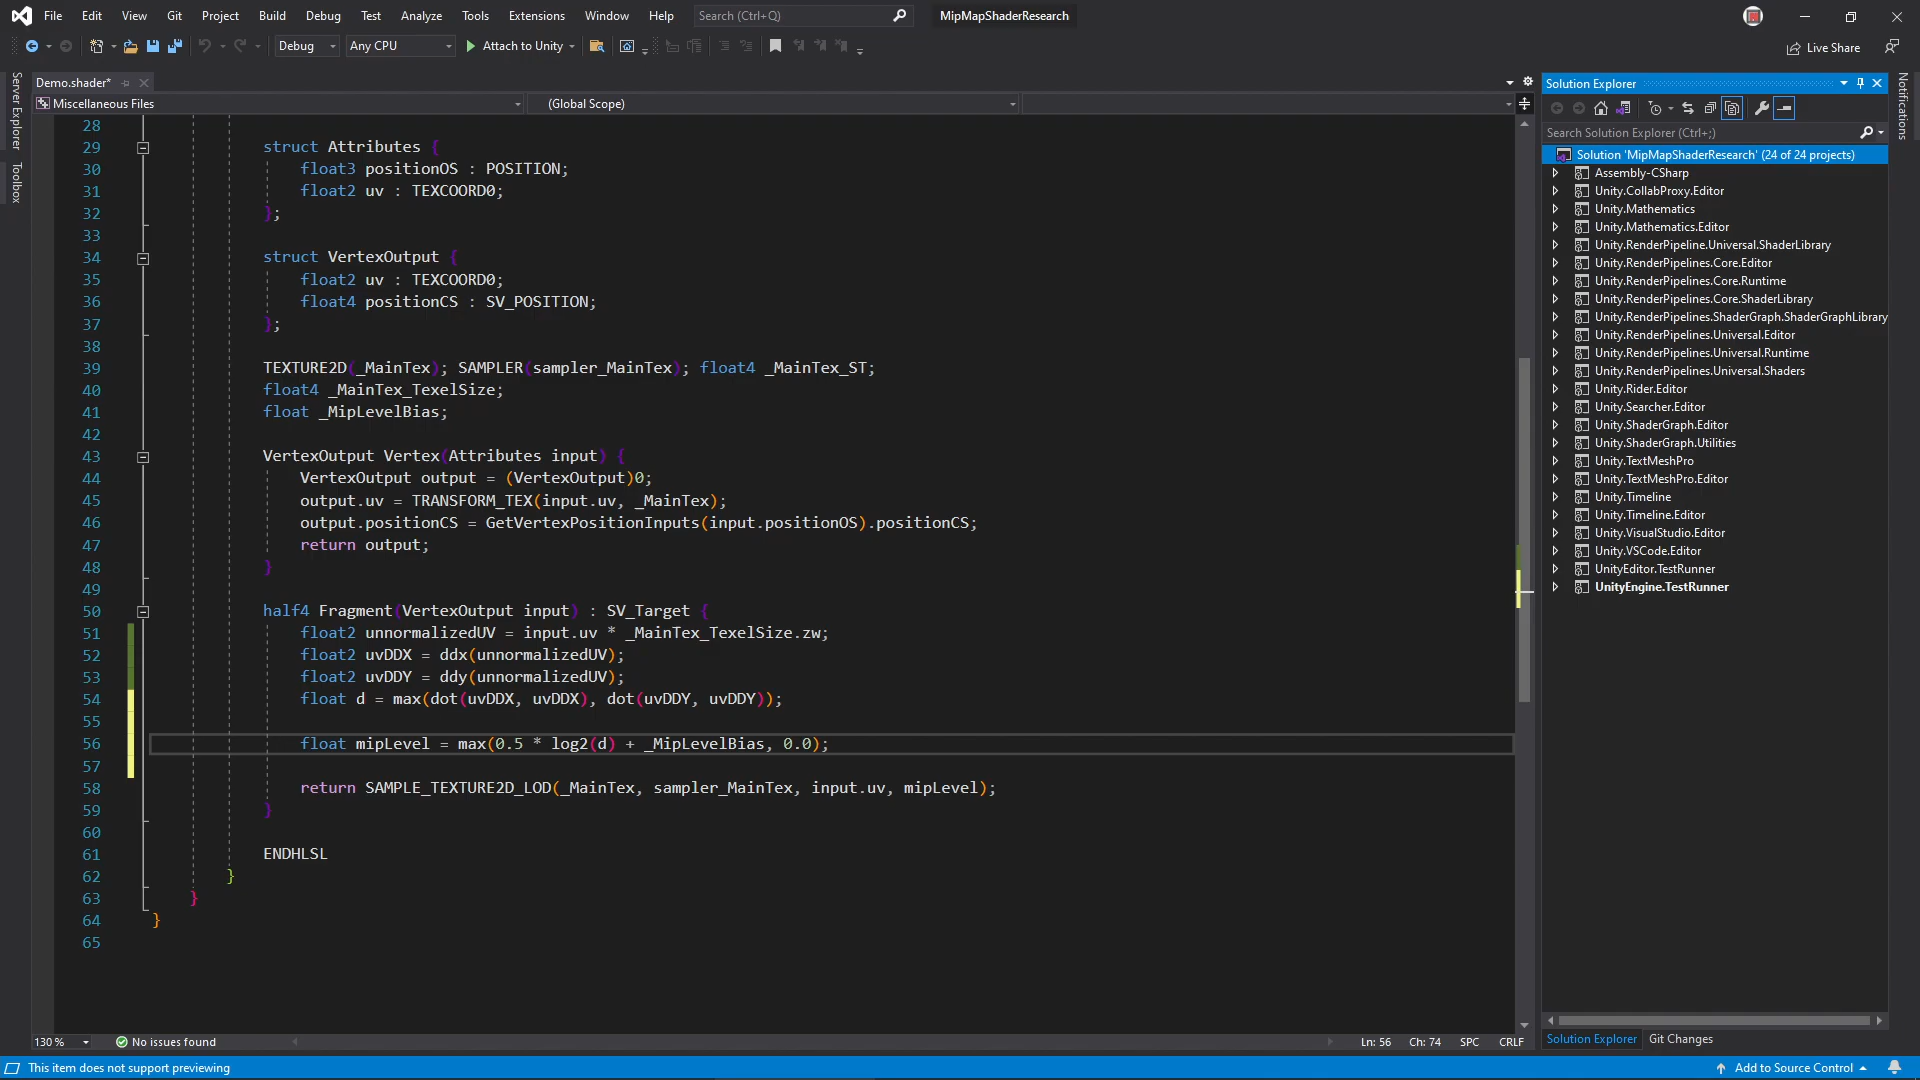 File Edit View Git Project Build Debug Test Analyze Tools Extensions Window Help Search (Ctrl+Q) MipMapShaderResearch
Debug Any CPU Attach to Unity Live Share
Server Explorer
Toolbox
Demo.shader*
Miscellaneous Files (Global Scope)
28
29 struct Attributes {
30 float3 positionOS : POSITION;
31 float2 uv : TEXCOORD0;
32 };
33
34 struct VertexOutput {
35 float2 uv : TEXCOORD0;
36 float4 positionCS : SV_POSITION;
37 };
38
39 TEXTURE2D(_MainTex); SAMPLER(sampler_MainTex); float4 _MainTex_ST;
40 float4 _MainTex_TexelSize;
41 float _MipLevelBias;
42
43 VertexOutput Vertex(Attributes input) {
44 VertexOutput output = (VertexOutput)0;
45 output.uv = TRANSFORM_TEX(input.uv, _MainTex);
46 output.positionCS = GetVertexPositionInputs(input.positionOS).positionCS;
47 return output;
48 }
49
50 half4 Fragment(VertexOutput input) : SV_Target {
51 float2 unnormalizedUV = input.uv * _MainTex_TexelSize.zw;
52 float2 uvDDX = ddx(unnormalizedUV);
53 float2 uvDDY = ddy(unnormalizedUV);
54 float d = max(dot(uvDDX, uvDDX), dot(uvDDY, uvDDY));
55
56 float mipLevel = max(0.5 * log2(d) + _MipLevelBias, 0.0);
57
58 return SAMPLE_TEXTURE2D_LOD(_MainTex, sampler_MainTex, input.uv, mipLevel);
59 }
60
61 ENDHLSL
62 }
63 }
64 }
65
130 % No issues found Ln: 56 Ch: 74 SPC CRLF
Solution Explorer
Search Solution Explorer (Ctrl+;)
Solution 'MipMapShaderResearch' (24 of 24 projects)
Assembly-CSharp
Unity.CollabProxy.Editor
Unity.Mathematics
Unity.Mathematics.Editor
Unity.RenderPipeline.Universal.ShaderLibrary
Unity.RenderPipelines.Core.Editor
Unity.RenderPipelines.Core.Runtime
Unity.RenderPipelines.Core.ShaderLibrary
Unity.RenderPipelines.ShaderGraph.ShaderGraphLibrary
Unity.RenderPipelines.Universal.Editor
Unity.RenderPipelines.Universal.Runtime
Unity.RenderPipelines.Universal.Shaders
Unity.Rider.Editor
Unity.Searcher.Editor
Unity.ShaderGraph.Editor
Unity.ShaderGraph.Utilities
Unity.TextMeshPro
Unity.TextMeshPro.Editor
Unity.Timeline
Unity.Timeline.Editor
Unity.VisualStudio.Editor
Unity.VSCode.Editor
UnityEditor.TestRunner
UnityEngine.TestRunner
Solution Explorer Git Changes
Notifications
This item does not support previewing Add to Source Control